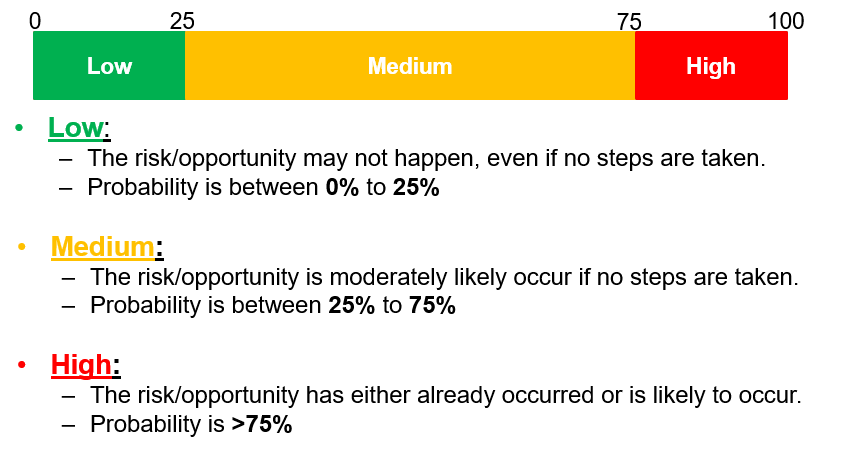 0 25 75 100
Low Medium High
• Low:
– The risk/opportunity may not happen, even if no steps are taken.
– Probability is between 0% to 25%
• Medium:
– The risk/opportunity is moderately likely occur if no steps are taken.
– Probability is between 25% to 75%
• High:
– The risk/opportunity has either already occurred or is likely to occur.
– Probability is >75%